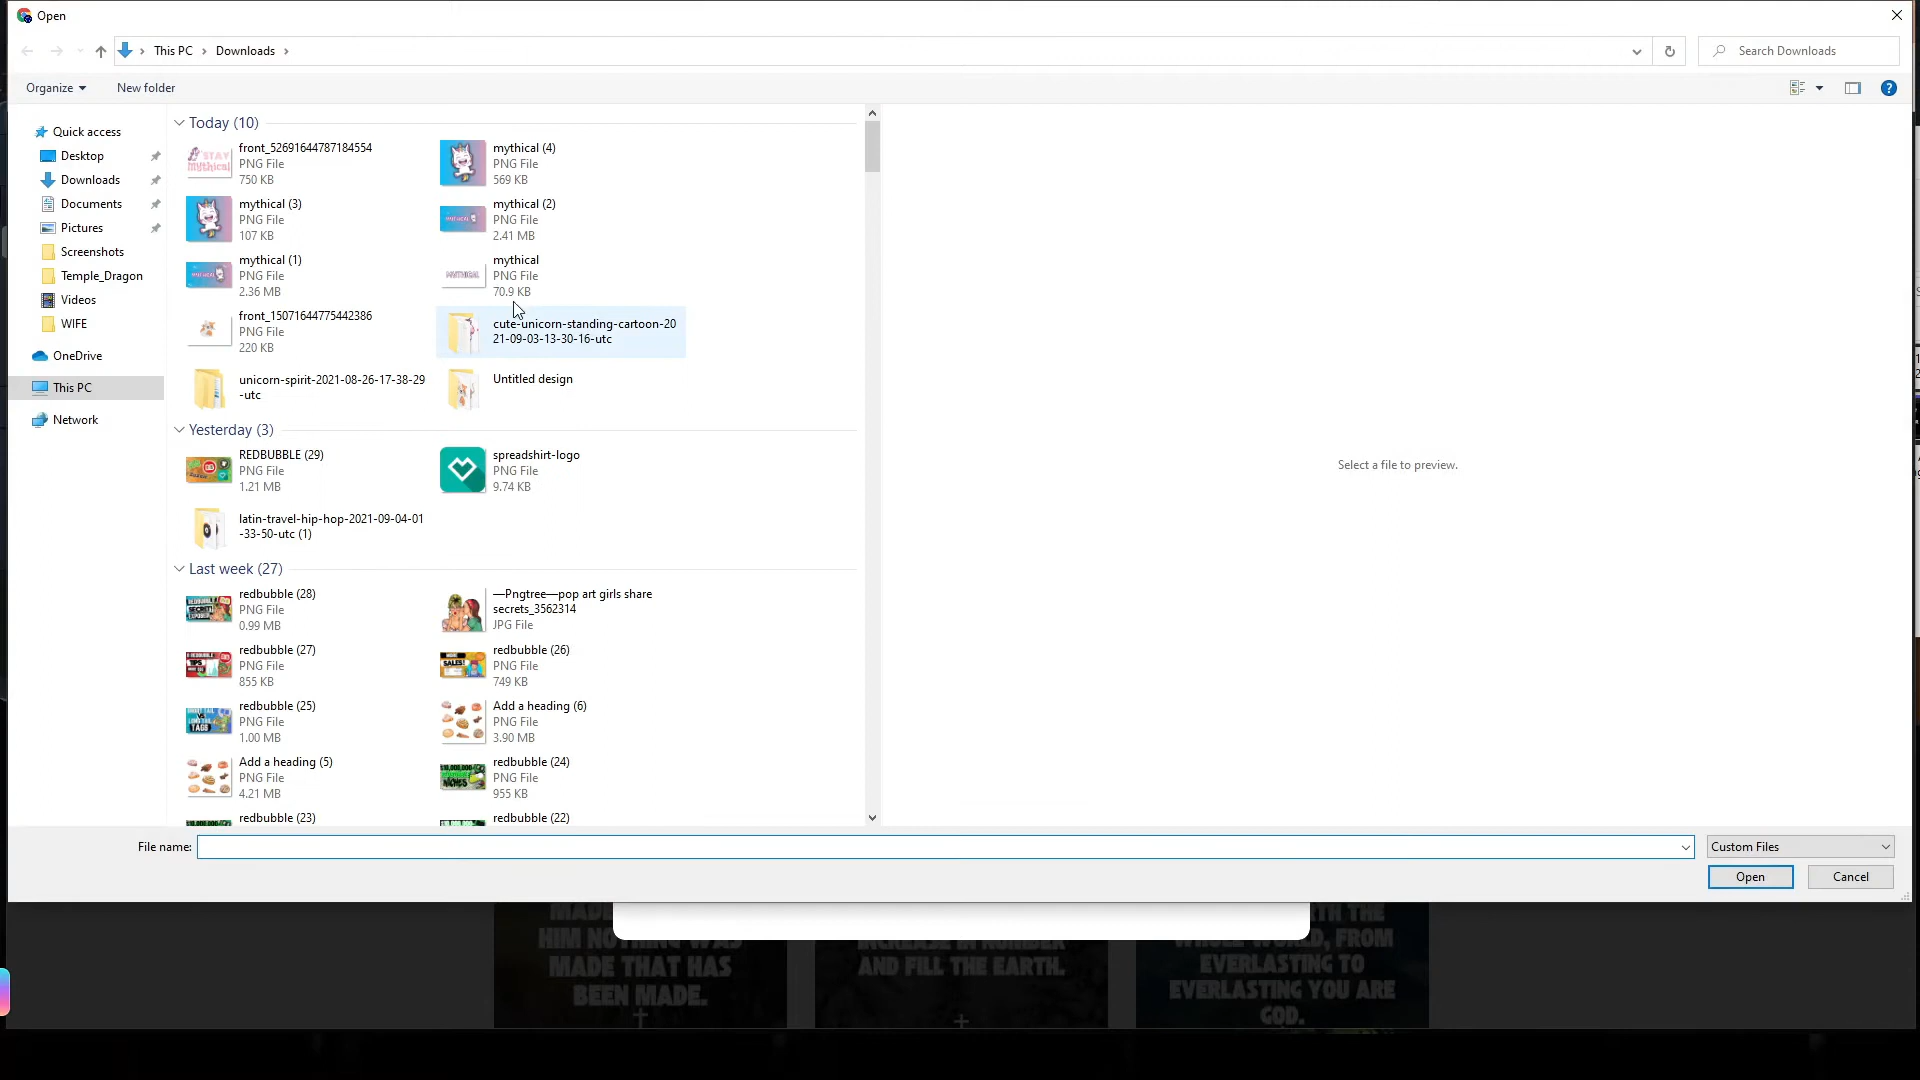 Open
This PC
Downloads
Search Downloads
Organize
New folder
Quick access
Desktop
Downloads
Documents
Pictures
Screenshots
Temple_Dragon
Videos
WIFE
OneDrive
This PC
Network
Today (10)
front_52691644787184554
PNG File
750 KB
mythical (4)
PNG File
569 KB
mythical (3)
PNG File
107 KB
mythical (2)
PNG File
2.41 MB
mythical (1)
PNG File
2.36 MB
mythical
PNG File
70.9 KB
front_15071644775442386
PNG File
220 KB
cute-unicorn-standing-cartoon-20
21-09-03-13-30-16-utc
unicorn-spirit-2021-08-26-17-38-29
-utc
Untitled design
Yesterday (3)
REDBUBBLE (29)
PNG File
1.21 MB
spreadshirt-logo
PNG File
9.74 KB
latin-travel-hip-hop-2021-09-04-01
-33-50-utc (1)
Last week (27)
redbubble (28)
PNG File
0.99 MB
—Pngtree—pop art girls share
secrets_3562314
JPG File
redbubble (27)
PNG File
855 KB
redbubble (26)
PNG File
749 KB
redbubble (25)
PNG File
1.00 MB
Add a heading (6)
PNG File
3.90 MB
Add a heading (5)
PNG File
4.21 MB
redbubble (24)
PNG File
955 KB
redbubble (23)
redbubble (22)
Select a file to preview.
File name:
Custom Files
Open
Cancel
HIM NOTHING WAS
MADE THAT HAS
BEEN MADE.
INCREASE IN NUMBER
AND FILL THE EARTH.
WHOLE WORLD, FROM
EVERLASTING TO
EVERLASTING YOU ARE
GOD.